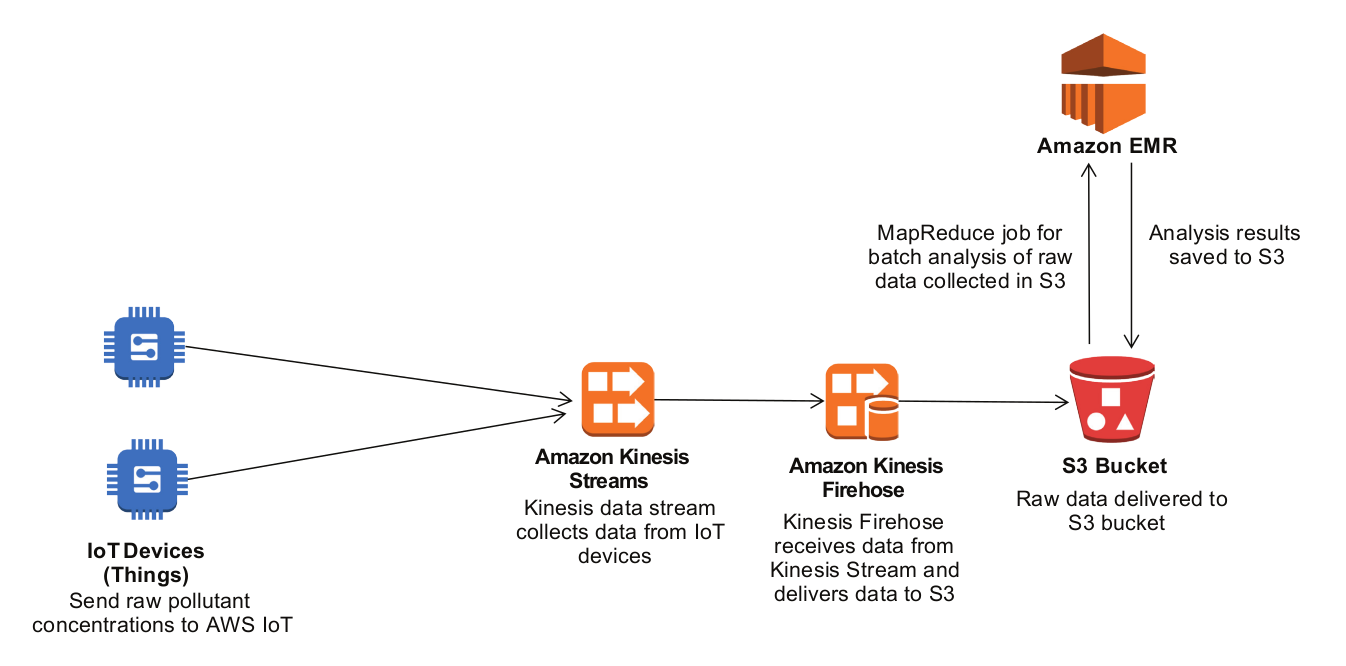 Amazon EMR
MapReduce job for
batch analysis of raw
data collected in S3
Analysis results
saved to S3
IoT Devices
(Things)
Send raw pollutant
concentrations to AWS IoT
Amazon Kinesis
Streams
Kinesis data stream
collects data from IoT
devices
Amazon Kinesis
Firehose
Kinesis Firehose
receives data from
Kinesis Stream and
delivers data to S3
S3 Bucket
Raw data delivered to
S3 bucket